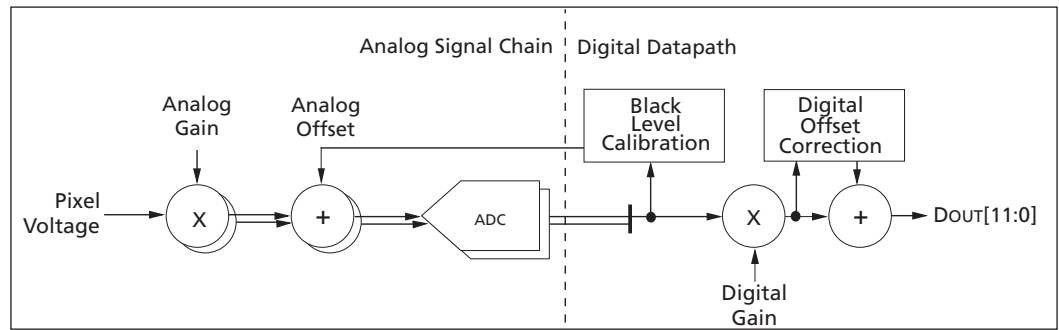 Analog Signal Chain
Digital Datapath
Analog
Gain
Analog
Offset
Black
Level
Calibration
Digital
Offset
Correction
Pixel
Voltage
X
+
ADC
X
+
DOUT[11:0]
Digital
Gain